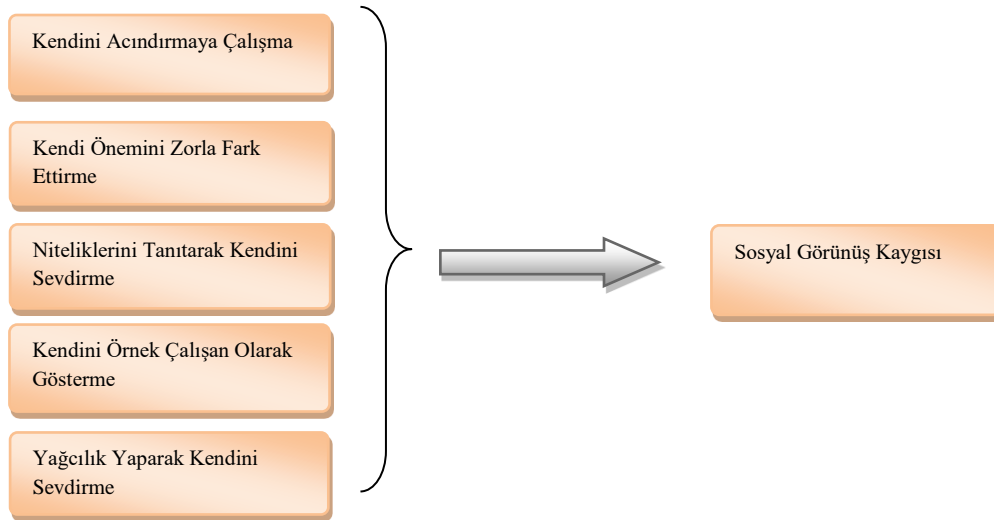 Kendini Acındırmaya Çalışma
Kendi Önemini Zorla Fark
Ettirme
Niteliklerini Tanıtarak Kendini
Sevdirme
Kendini Örnek Çalışan Olarak
Gösterme
Yağcılık Yaparak Kendini
Sevdirme
Sosyal Görünüş Kaygısı